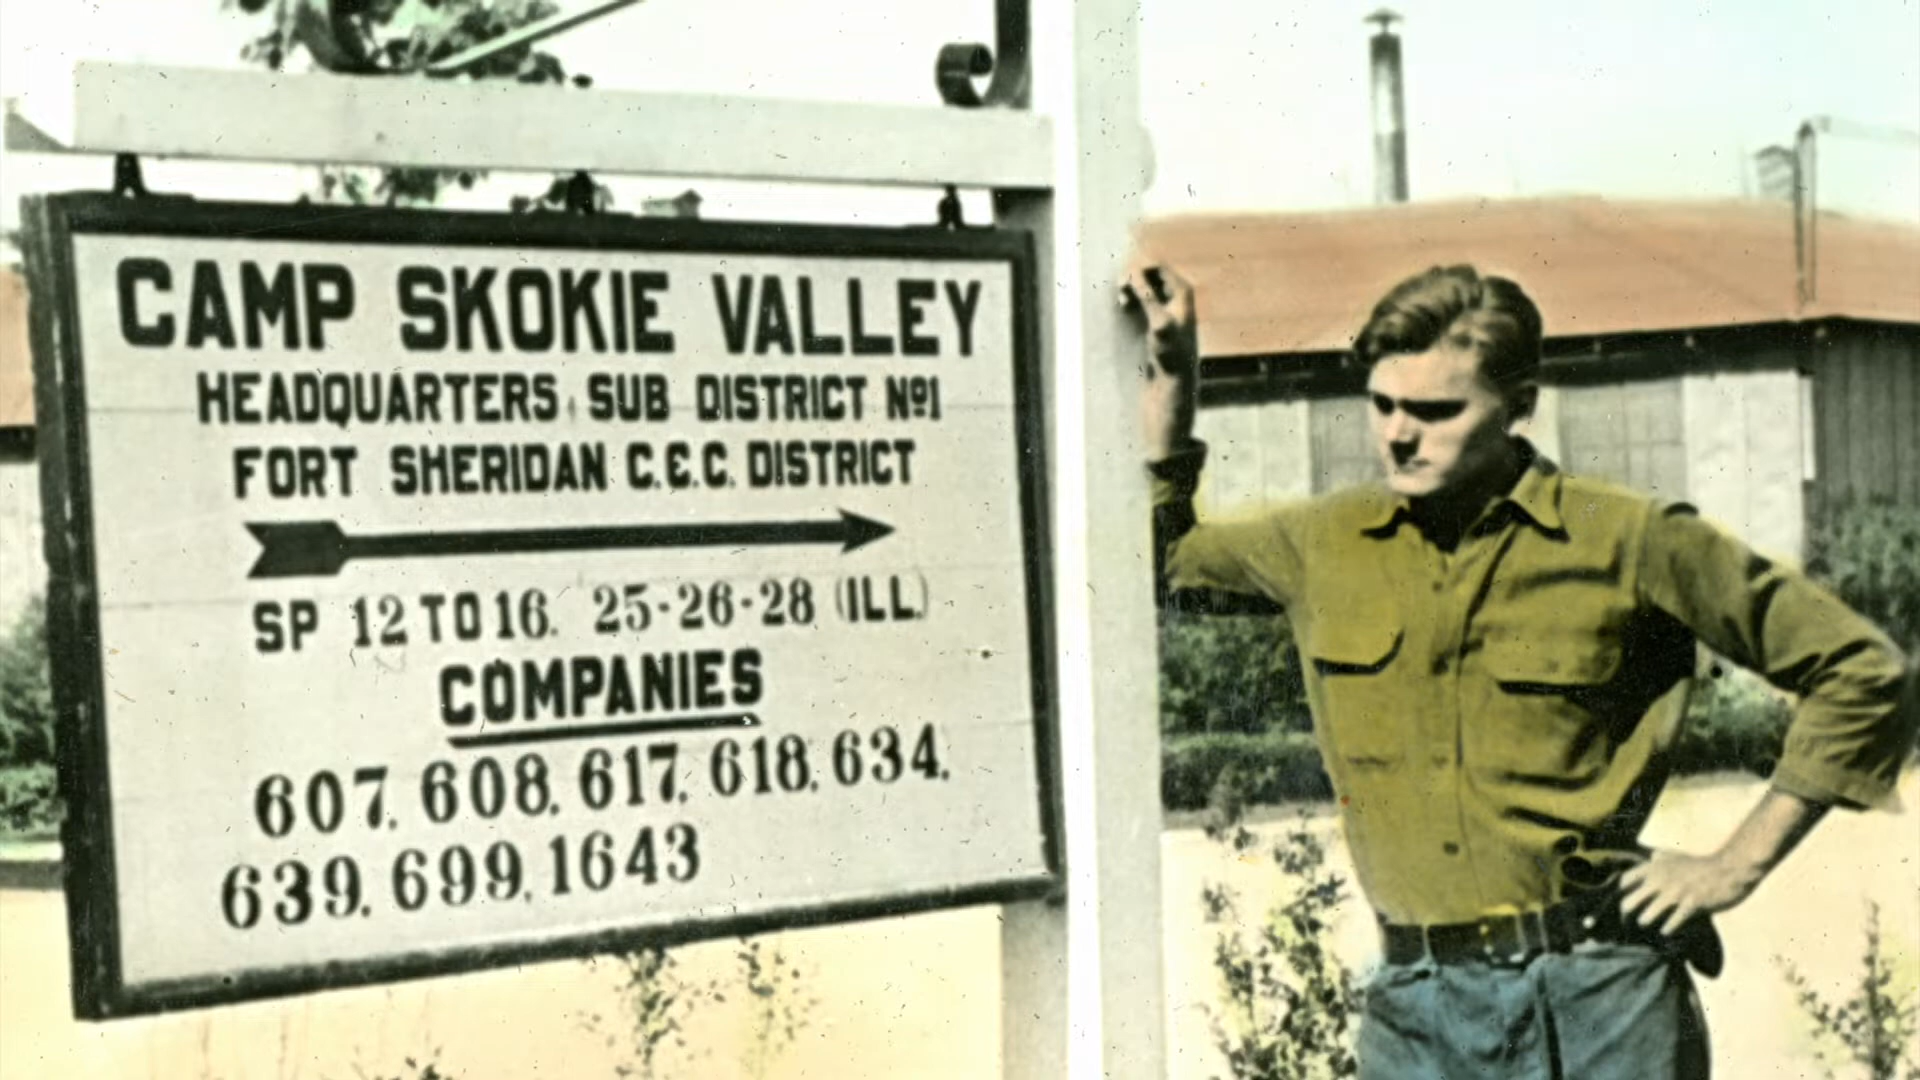 CAMP SKOKIE VALLEY
HEADQUARTERS SUB DISTRICT Nº1
FORT SHERIDAN C.C.C. DISTRICT
SP 12 TO 16. 25-26-28 (ILL.)
COMPANIES
607. 608. 617. 618. 634.
639. 699. 1643